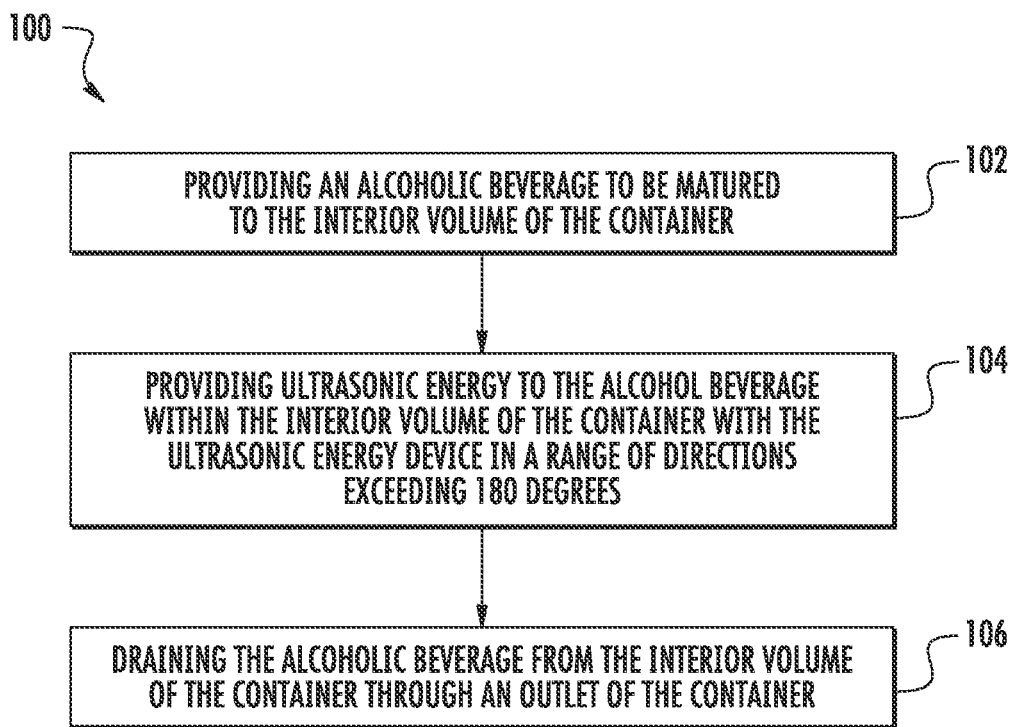 100
102
PROVIDING AN ALCOHOLIC BEVERAGE TO BE MATURED
TO THE INTERIOR VOLUME OF THE CONTAINER
104
PROVIDING ULTRASONIC ENERGY TO THE ALCOHOL BEVERAGE
WITHIN THE INTERIOR VOLUME OF THE CONTAINER WITH THE
ULTRASONIC ENERGY DEVICE IN A RANGE OF DIRECTIONS
EXCEEDING 180 DEGREES
106
DRAINING THE ALCOHOLIC BEVERAGE FROM THE INTERIOR VOLUME
OF THE CONTAINER THROUGH AN OUTLET OF THE CONTAINER